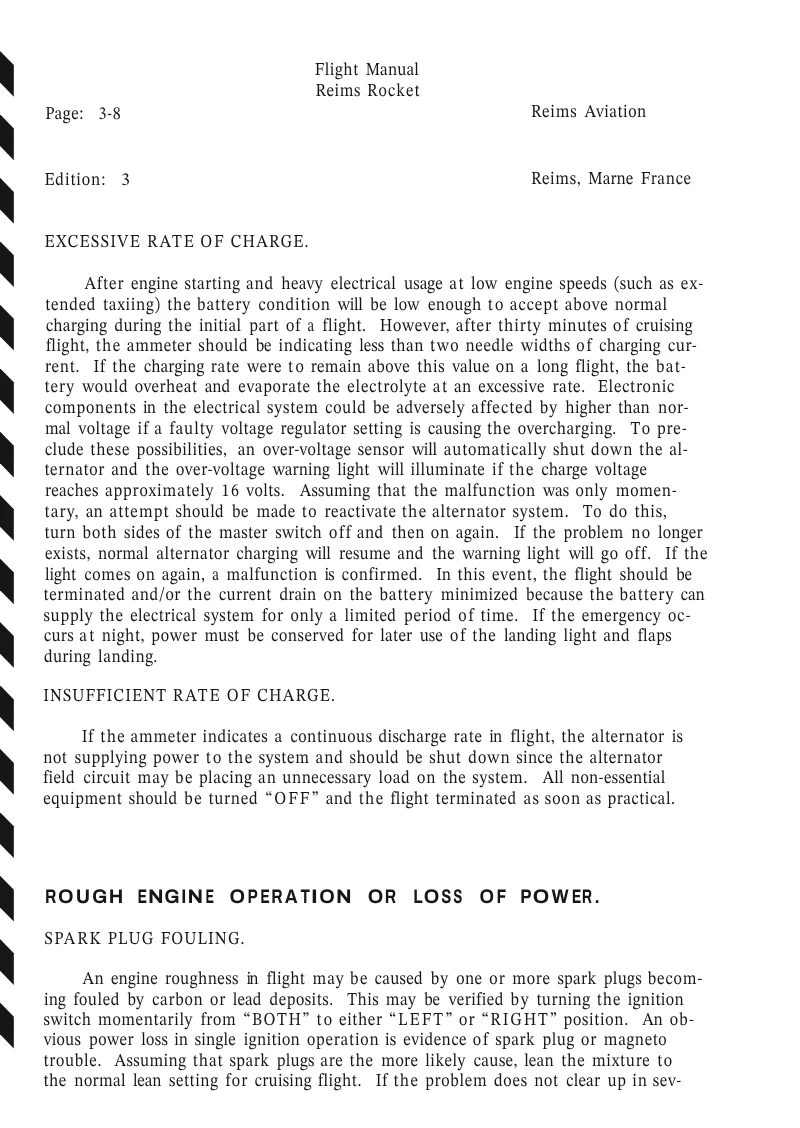 Flight Manual
Reims Rocket
Page: 3-8
Reims Aviation
Edition: 3
Reims, Marne France
EXCESSIVE RATE OF CHARGE.
After engine starting and heavy electrical usage at low engine speeds (such as ex-
tended taxiing) the battery condition will be low enough to accept above normal
charging during the initial part of a flight. However, after thirty minutes of cruising
flight, the ammeter should be indicating less than two needle widths of charging cur-
rent. If the charging rate were to remain above this value on a long flight, the bat-
tery would overheat and evaporate the electrolyte at an excessive rate. Electronic
components in the electrical system could be adversely affected by higher than nor-
mal voltage if a faulty voltage regulator setting is causing the overcharging. To pre-
clude these possibilities, an over-voltage sensor will automatically shut down the al-
ternator and the over-voltage warning light will illuminate if the charge voltage
reaches approximately 16 volts. Assuming that the malfunction was only momen-
tary, an attempt should be made to reactivate the alternator system. To do this,
turn both sides of the master switch off and then on again. If the problem no longer
exists, normal alternator charging will resume and the warning light will go off. If the
light comes on again, a malfunction is confirmed. In this event, the flight should be
terminated and/or the current drain on the battery minimized because the battery can
supply the electrical system for only a limited period of time. If the emergency oc-
curs at night, power must be conserved for later use of the landing light and flaps
during landing.
INSUFFICIENT RATE OF CHARGE.
If the ammeter indicates a continuous discharge rate in flight, the alternator is
not supplying power to the system and should be shut down since the alternator
field circuit may be placing an unnecessary load on the system. All non-essential
equipment should be turned “OFF” and the flight terminated as soon as practical.
ROUGH ENGINE OPERATION OR LOSS OF POWER.
SPARK PLUG FOULING.
An engine roughness in flight may be caused by one or more spark plugs becom-
ing fouled by carbon or lead deposits. This may be verified by turning the ignition
switch momentarily from “BOTH” to either “LEFT” or “RIGHT” position. An ob-
vious power loss in single ignition operation is evidence of spark plug or magneto
trouble. Assuming that spark plugs are the more likely cause, lean the mixture to
the normal lean setting for cruising flight. If the problem does not clear up in sev-